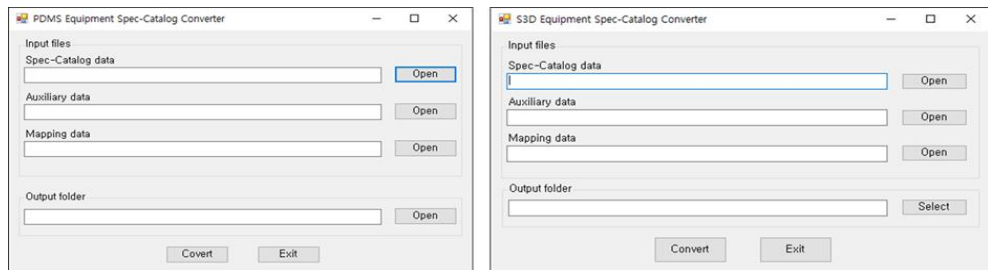 PDMS Equipment Spec-Catalog Converter
Input files
Spec-Catalog data
Open
Auxiliary data
Open
Mapping data
Open
Output folder
Open
Covert Exit
S3D Equipment Spec-Catalog Converter
Input files
Spec-Catalog data
Open
Auxiliary data
Open
Mapping data
Open
Output folder
Select
Convert Exit